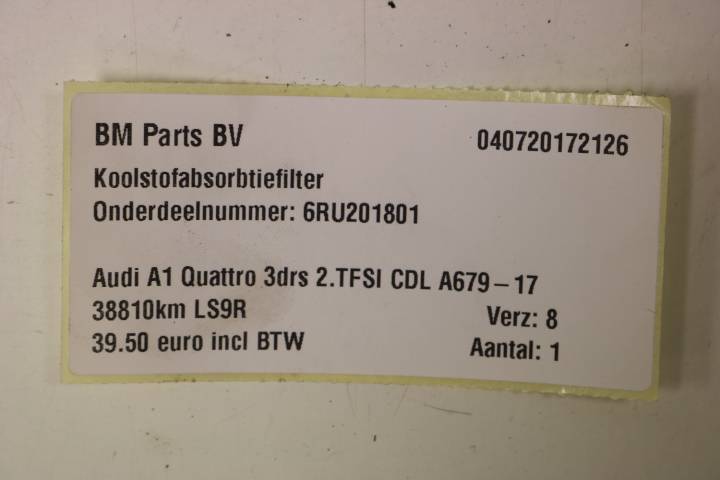 BM Parts BV 040720172126
Koolstofabsorbtiefilter
Onderdeelnummer: 6RU201801
Audi A1 Quattro 3drs 2.TFSI CDL A679-17
38810km LS9R Verz: 8
39.50 euro incl BTW Aantal: 1